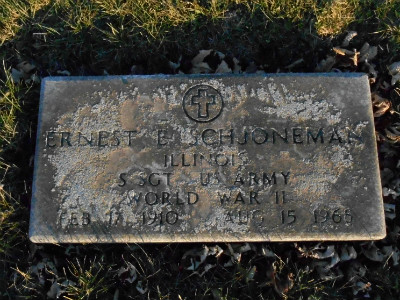 ERNEST E SCHJONEMAN
ILLINOIS
S SGT US ARMY
WORLD WAR II
FEB 17 1910 AUG 15 1966